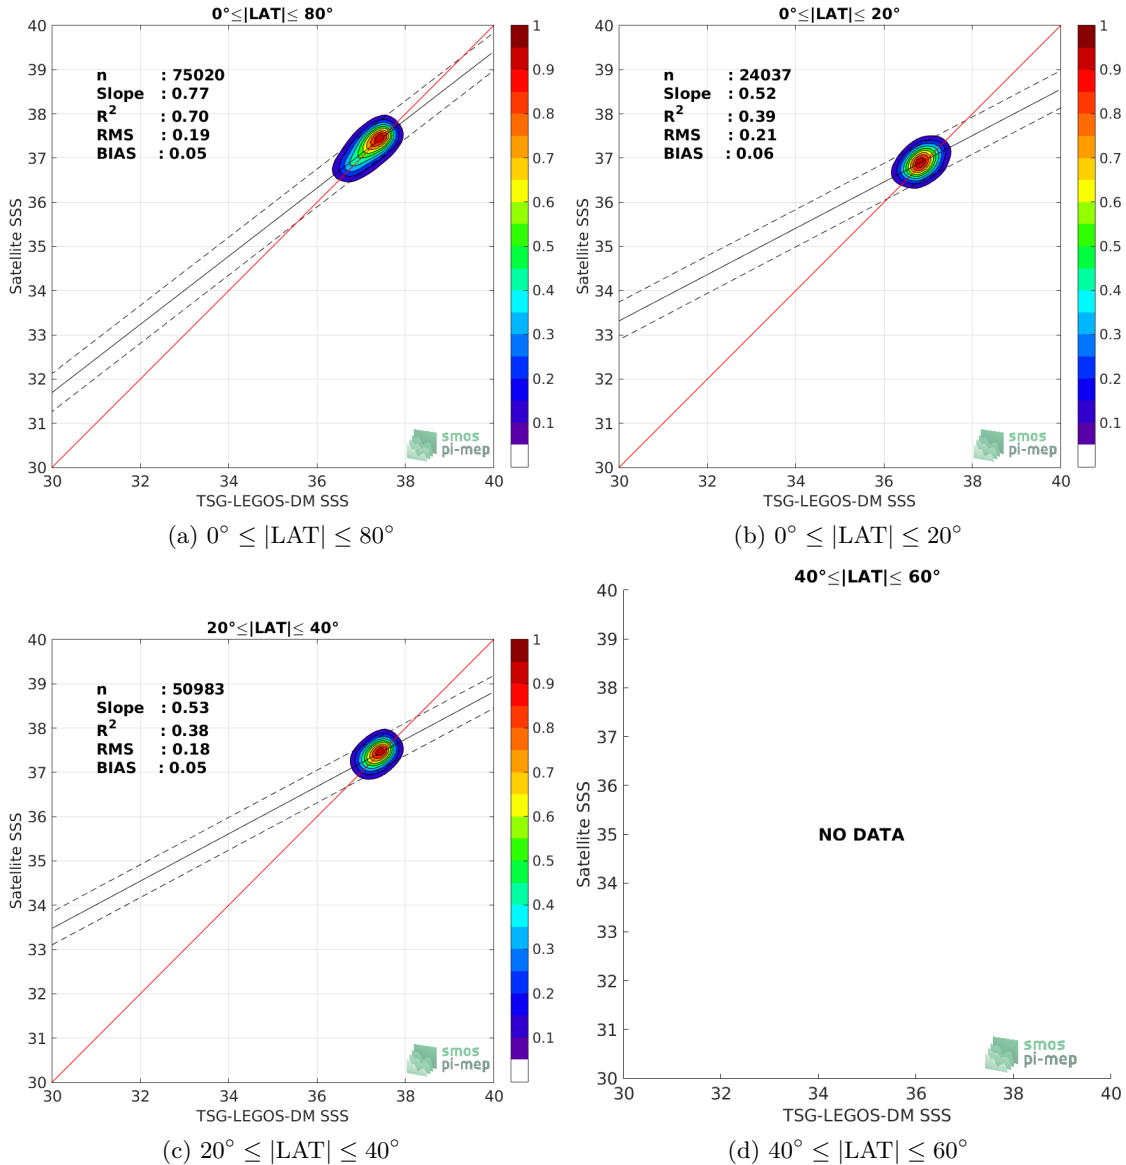 0°≤|LAT|≤ 80°
n : 75020
Slope : 0.77
R2 : 0.70
RMS : 0.19
BIAS : 0.05
40
39
38
37
36
35
34
33
32
31
30
Satellite SSS
30 32 34 36 38 40
TSG-LEGOS-DM SSS
1
0.9
0.8
0.7
0.6
0.5
0.4
0.3
0.2
0.1
smos
pi-mep
(a) 0° ≤ |LAT| ≤ 80°
0°≤|LAT|≤ 20°
n : 24037
Slope : 0.52
R2 : 0.39
RMS : 0.21
BIAS : 0.06
40
39
38
37
36
35
34
33
32
31
30
Satellite SSS
30 32 34 36 38 40
TSG-LEGOS-DM SSS
1
0.9
0.8
0.7
0.6
0.5
0.4
0.3
0.2
0.1
smos
pi-mep
(b) 0° ≤ |LAT| ≤ 20°
20°≤|LAT|≤ 40°
n : 50983
Slope : 0.53
R2 : 0.38
RMS : 0.18
BIAS : 0.05
40
39
38
37
36
35
34
33
32
31
30
Satellite SSS
30 32 34 36 38 40
TSG-LEGOS-DM SSS
1
0.9
0.8
0.7
0.6
0.5
0.4
0.3
0.2
0.1
smos
pi-mep
(c) 20° ≤ |LAT| ≤ 40°
40°≤|LAT|≤ 60°
40
39
38
37
36
35
34
33
32
31
30
Satellite SSS
NO DATA
30 32 34 36 38 40
TSG-LEGOS-DM SSS
smos
pi-mep
(d) 40° ≤ |LAT| ≤ 60°